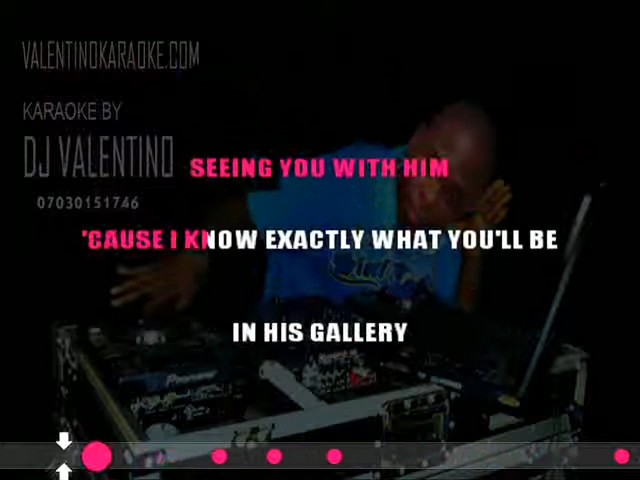 VALENTINOKARAOKE.COM
KARAOKE BY
DJ VALENTINO
07030151746
SEEING YOU WITH HIM
'CAUSE I KNOW EXACTLY WHAT YOU'LL BE
IN HIS GALLERY
Pioneer